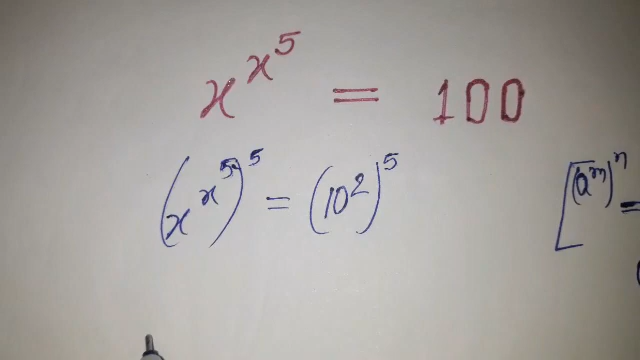 x^{x^5} = 100
(x^{x^5})^5 = (10^2)^5 [(a^m)^n =